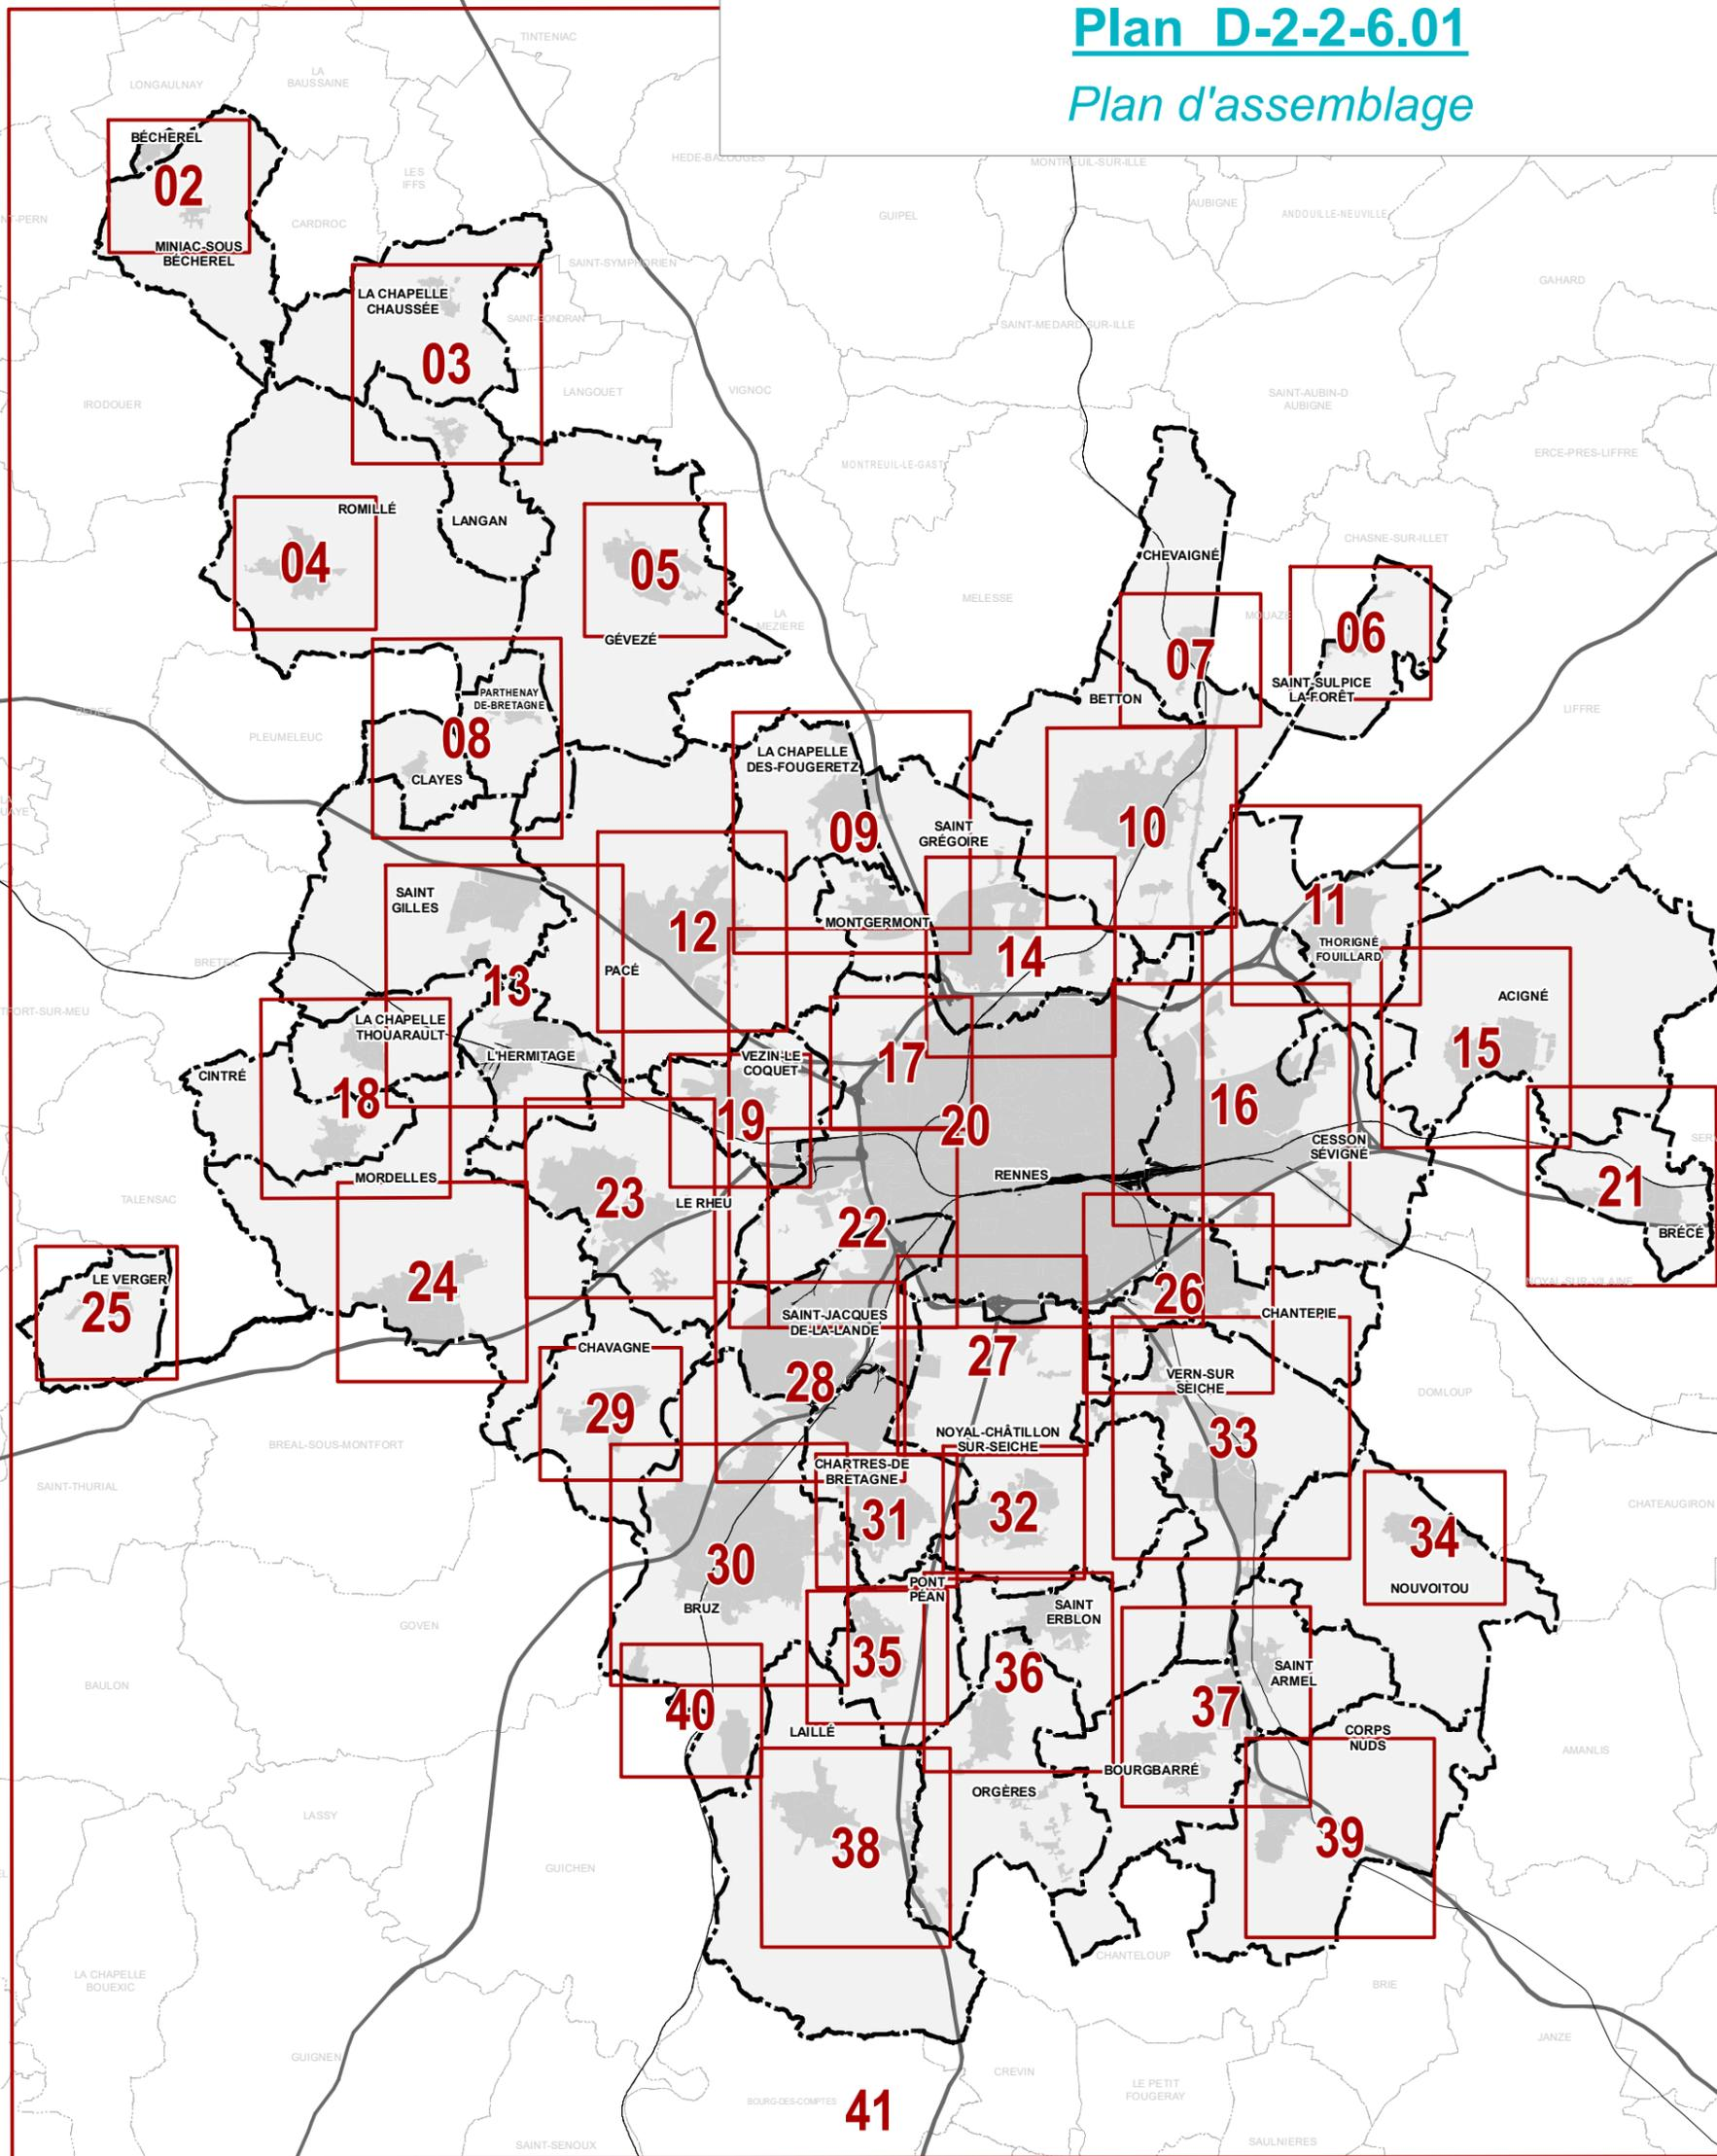 Plan D-2-2-6.01
Plan d'assemblage
TINTENIAC
LONGAULNAY
LA
BAUSSAINE
BÉCHEREL
02
MINIAC-SOUS
BÉCHEREL
NT-PERN
LES
IFFS
CARDROC
HEDE-BAZOUGES
MONTREUIL-SUR-ILLE
GUIPEL
AUBIGNE
ANDOUILLE-NEUVILLE
SAINT-SYMPHORIEN
GAHARD
LA CHAPELLE
CHAUSSÉE
SAINT-GONDRAN
SAINT-MEDARD-SUR-ILLE
03
IRODOUER
LANGOUET
VIGNOC
SAINT-AUBIN-D
AUBIGNE
MONTREUIL-LE-GAST
ERCE-PRES-LIFFRE
ROMILLÉ
LANGAN
04
05
GÉVEZÉ
CHEVAIGNÉ
CHASNE-SUR-ILLET
MELESSE
LA
MEZIERE
MOUAZE
06
07
BETTON
SAINT-SULPICE
LA-FORÊT
LIFFRE
BEDEE
PLEUMELEUC
PARTHENAY
DE-BRETAGNE
08
CLAYES
LA CHAPELLE
DES-FOUGERETZ
09
SAINT
GRÉGOIRE
10
SAINT
GILLES
12
MONTGERMONT
11
THORIGNÉ
FOUILLARD
14
PACÉ
13
ACIGNÉ
15
LA CHAPELLE
THOUARAULT
L'HERMITAGE
CINTRÉ
18
VEZIN-LE
COQUET
17
19
20
16
CESSON
SÉVIGNÉ
RENNES
MORDELLES
TALENSAC
23
LE RHEU
22
21
BRÉCÉ
NOYAL-SUR-VILAINE
LE VERGER
25
24
26
CHANTEPIE
SAINT-JACQUES
DE-LA-LANDE
27
28
CHAVAGNE
29
VERN-SUR
SEICHE
DOMLOUP
33
BREAL-SOUS-MONTFORT
SAINT-THURIAL
NOYAL-CHÂTILLON
SUR-SEICHE
CHARTRES-DE
BRETAGNE
31
32
34
NOUVOITOU
CHATEAUGIRON
30
BRUZ
PONT
PÉAN
SAINT
ERBLON
GOVEN
35
36
37
SAINT
ARMEL
BAULON
40
LAILLÉ
CORPS
NUDS
AMANLIS
BOURGBARRÉ
ORGÈRES
LASSY
38
39
GUICHEN
CHANTELOUP
LA CHAPELLE
BOUEXIC
BRIE
JANZE
GUIGNEN
CREVIN
LE PETIT
FOUGERAY
BOURG-DES-COMPTES
41
SAINT-SENOUX
SAULNIERES